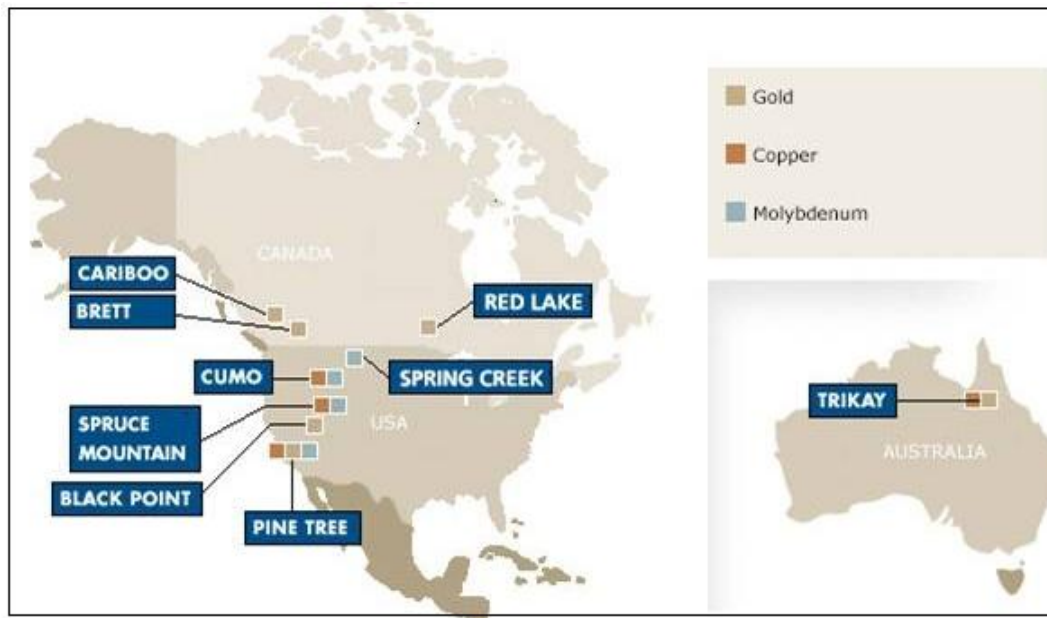 Gold
Copper
Molybdenum
CANADA
CARIBOO
BRETT
RED LAKE
CUMO
SPRING CREEK
SPRUCE
MOUNTAIN
USA
BLACK POINT
PINE TREE
TRIKAY
AUSTRALIA